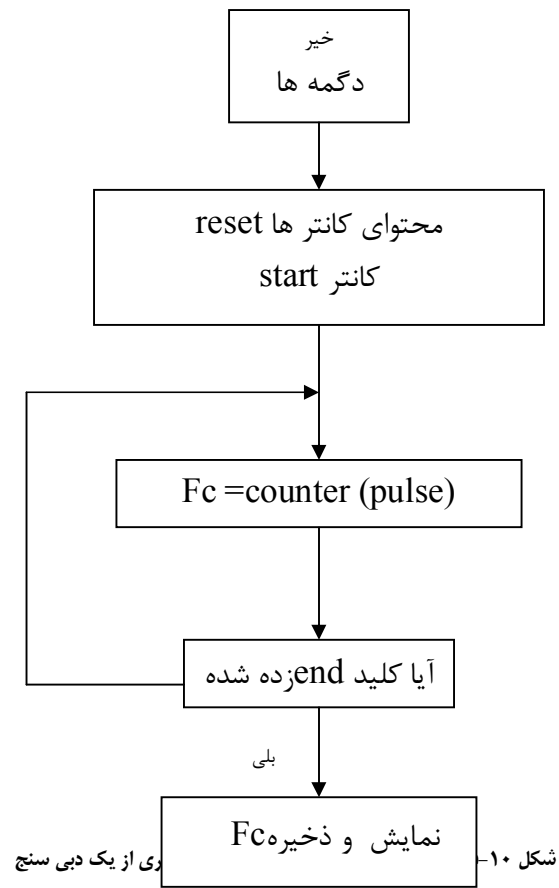 خیر
دگمه ها
محتوای کانتر ها reset
کانتر start
Fc =counter (pulse)
آیا کلید endزده شده
بلی
نمایش و ذخیرهFc
شکل ۱۰- ری از یک دبی سنج